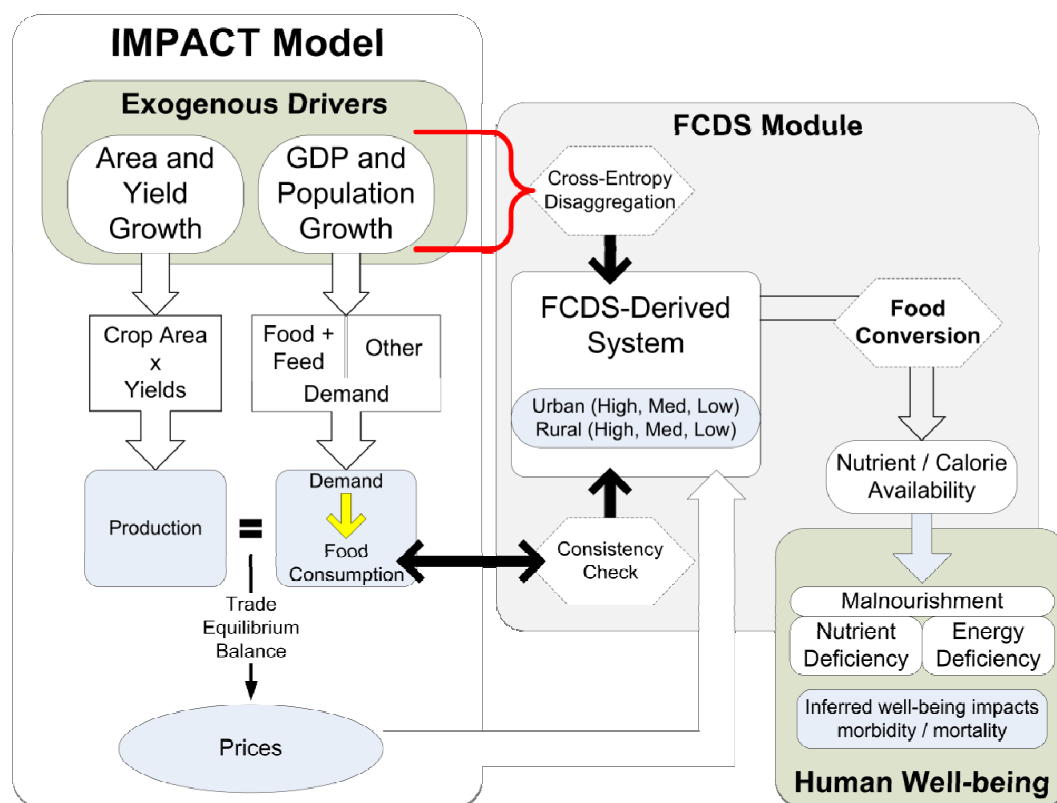 IMPACT Model
Exogenous Drivers
Area and
Yield
Growth
GDP and
Population
Growth
Crop Area
x
Yields
Food +
Feed
Other
Demand
Production
=
Demand
Food
Consumption
Trade
Equilibrium
Balance
Prices
FCDS Module
Cross-Entropy
Disaggregation
FCDS-Derived
System
Urban (High, Med, Low)
Rural (High, Med, Low)
Consistency
Check
Food
Conversion
Nutrient / Calorie
Availability
Malnourishment
Nutrient
Deficiency
Energy
Deficiency
Inferred well-being impacts
morbidity / mortality
Human Well-being